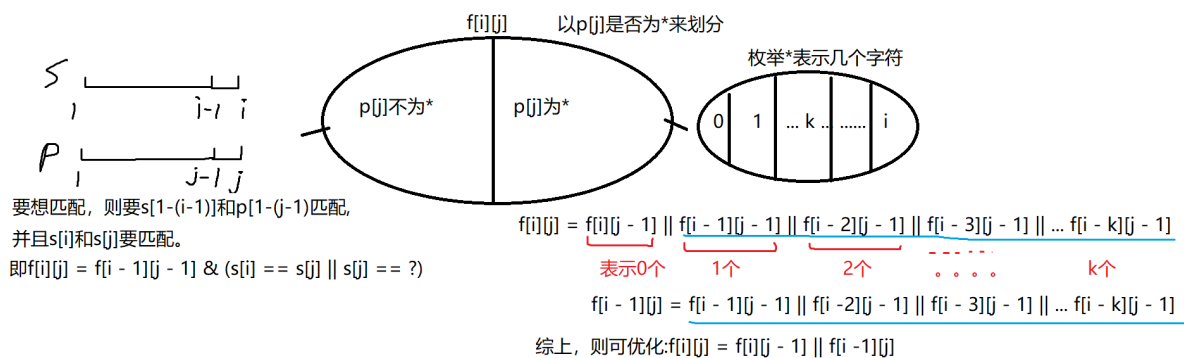 f[i][j]
以p[j]是否为*来划分
枚举*表示几个字符
S
1 i-1 i
P
1 j-1 j
p[j]不为*
p[j]为*
0 1 ... k ... ...... i
要想匹配，则要s[1-(i-1)]和p[1-(j-1)匹配,
并且s[i]和s[j]要匹配。
即f[i][j] = f[i - 1][j - 1] & (s[i] == s[j] || s[j] == ?)
f[i][j] = f[i][j - 1] || f[i - 1][j - 1] || f[i - 2][j - 1] || f[i - 3][j - 1] || ... f[i - k][j - 1]
表示0个 1个 2个 。。。。 k个
f[i - 1][j] = f[i - 1][j - 1] || f[i -2][j - 1] || f[i - 3][j - 1] || ... f[i - k][j - 1]
综上，则可优化:f[i][j] = f[i][j - 1] || f[i -1][j]